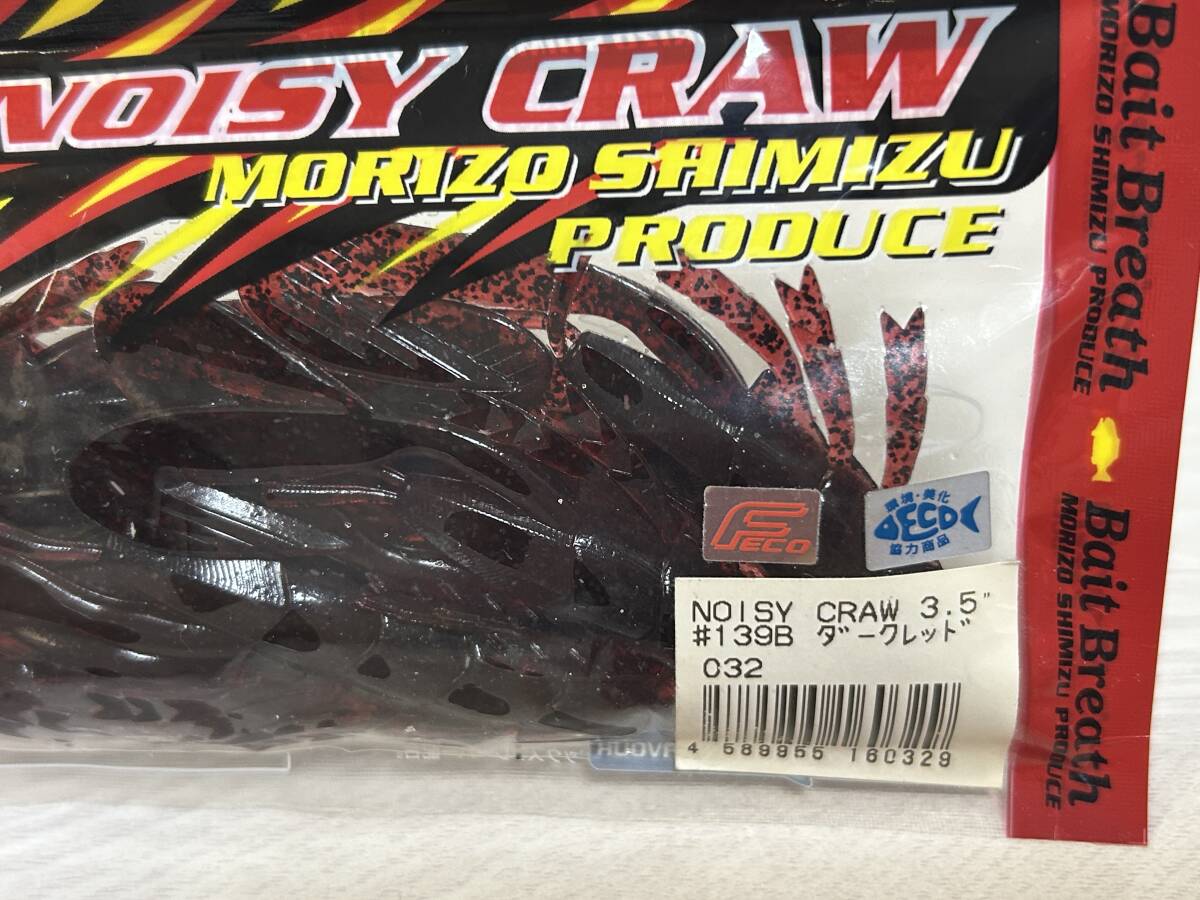 NOISY CRAW
MORIZO SHIMIZU
PRODUCE
Bait Breath
MORIZO SHIMIZU PRODUCE
Bait Breath
MORIZO SHIMIZU PRODUCE
FECO
環境・美化
ECO
協力商品
NOISY CRAW 3.5"
#139B ダークレッド
032
4 589955 160329